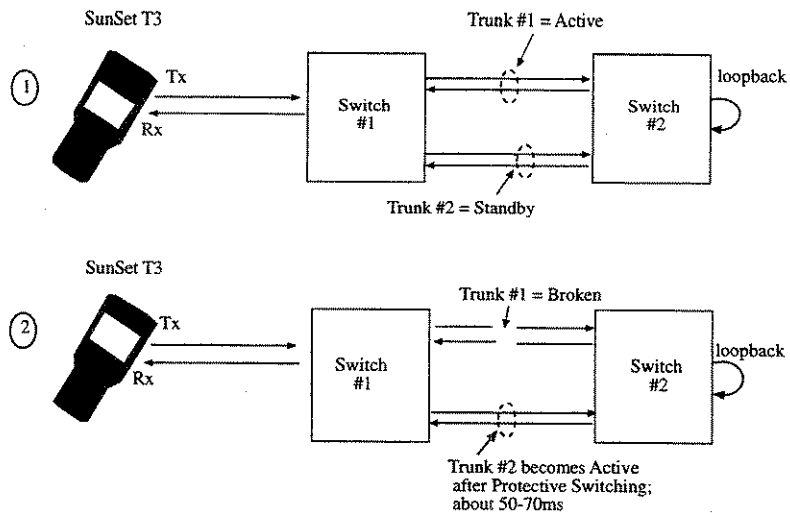 SunSet T3
1
Tx
Rx
Switch
#1
Trunk #1 = Active
Trunk #2 = Standby
Switch
#2
loopback
SunSet T3
2
Tx
Rx
Switch
#1
Trunk #1 = Broken
Switch
#2
loopback
Trunk #2 becomes Active
after Protective Switching;
about 50-70ms